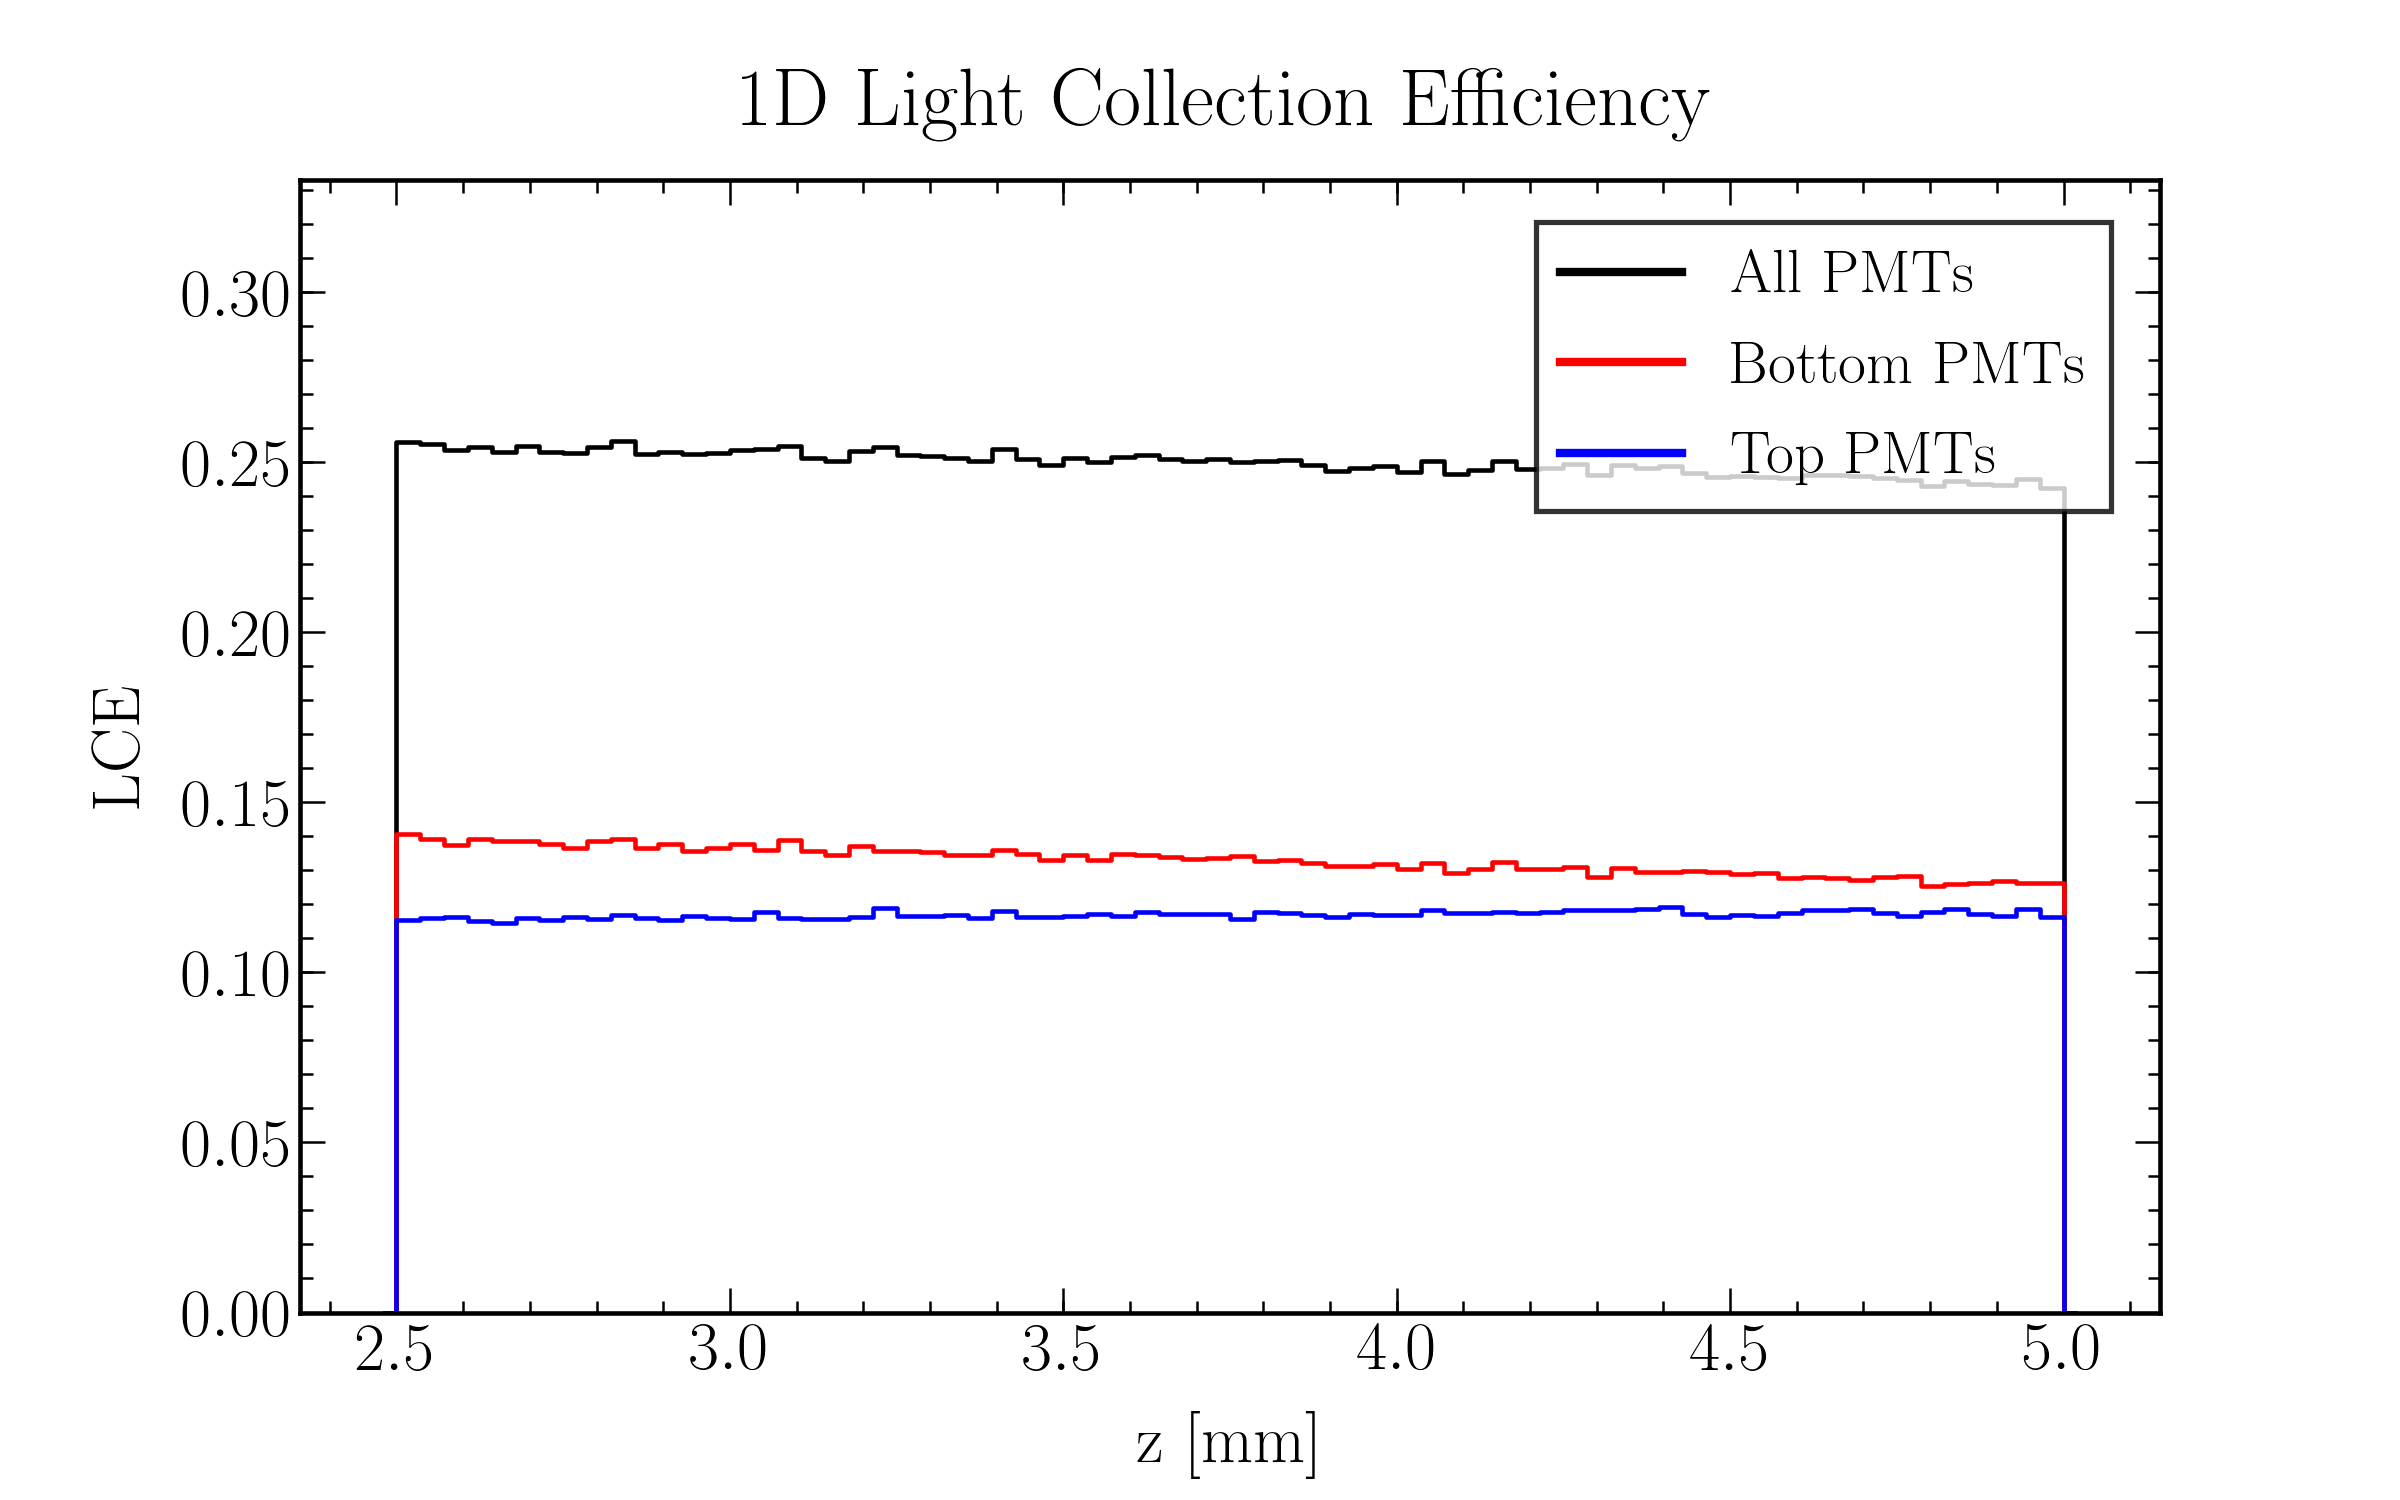 1D Light Collection Efficiency
All PMTs
Bottom PMTs
Top PMTs
LCE
0.30
0.25
0.20
0.15
0.10
0.05
0.00
2.5 3.0 3.5 4.0 4.5 5.0
z [mm]